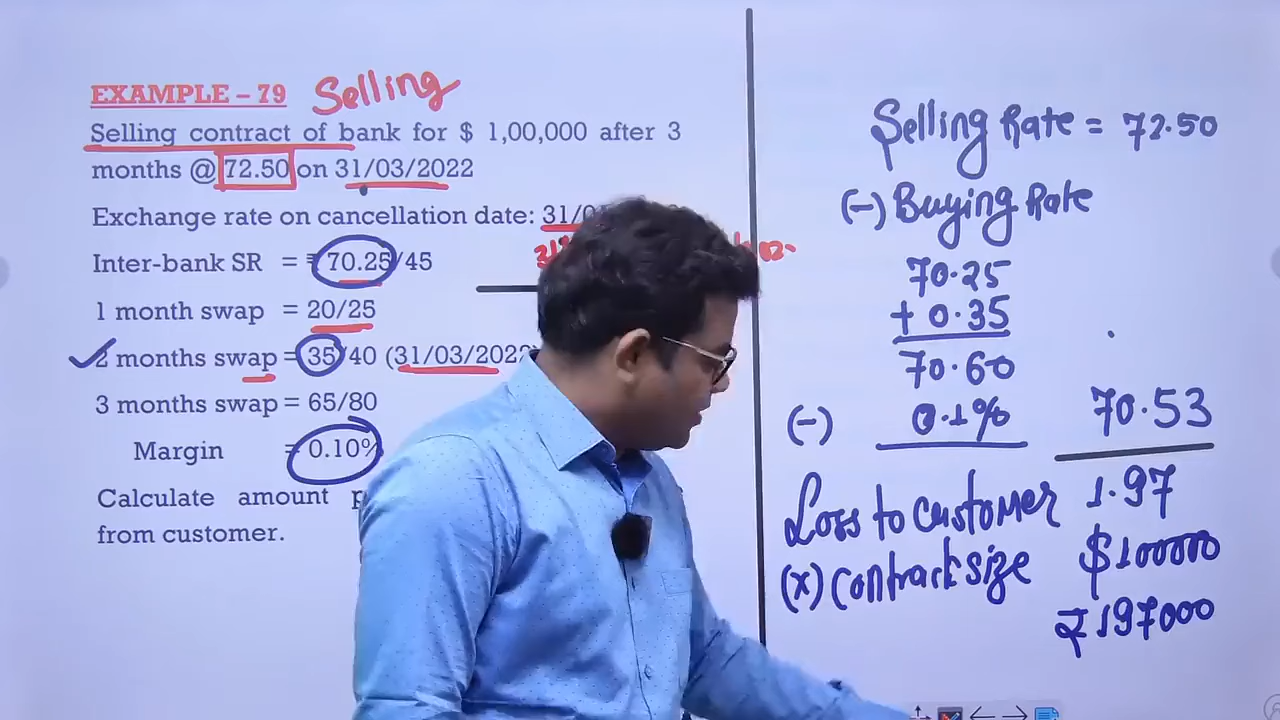 EXAMPLE – 79 Selling
Selling contract of bank for $ 1,00,000 after 3
months @ 72.50 on 31/03/2022
Exchange rate on cancellation date:
Inter-bank SR = ₹ 70.25/45
1 month swap = 20/25
2 months swap = 35/40 (31/03/2022
3 months swap = 65/80
Margin = 0.10%
Calculate amount
from customer.
Selling Rate = 72.50
(-) Buying Rate
70.25
+ 0.35
70.60
(-) 0.1% 70.53
Loss to customer 1.97
(x) Contract size $100000
₹197000